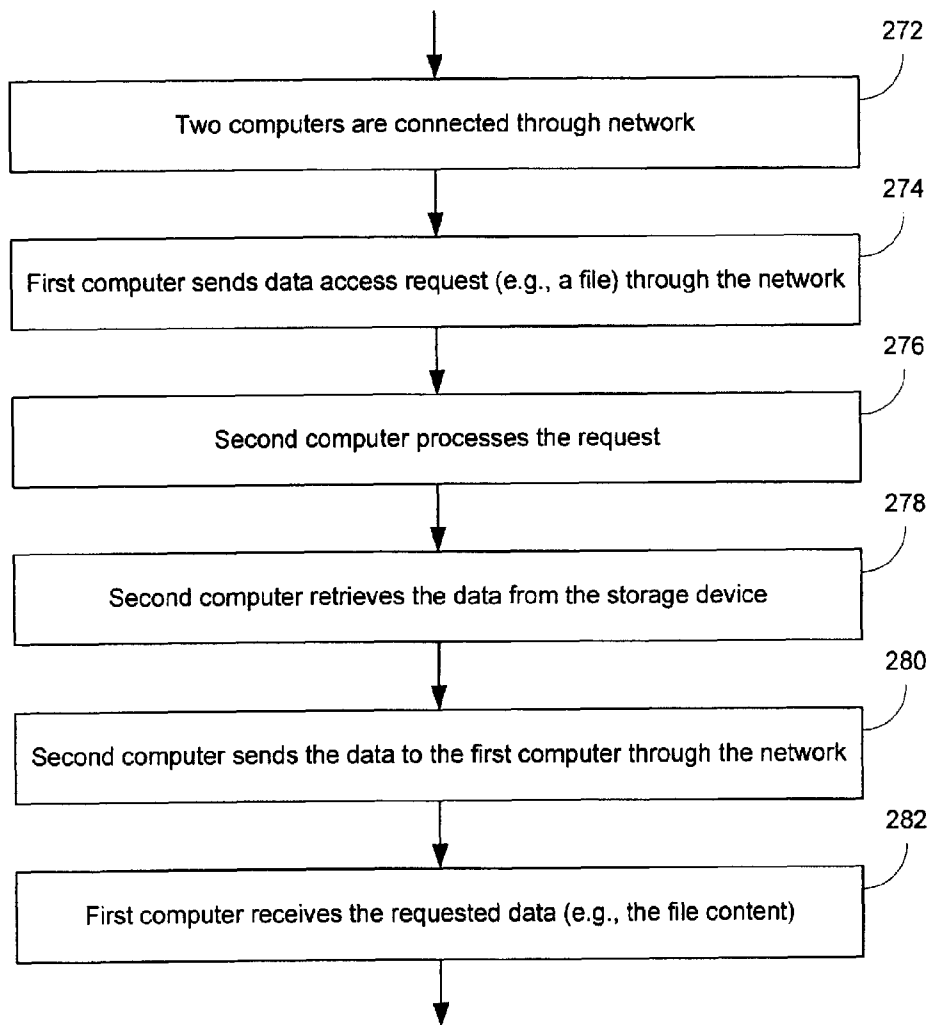 272
Two computers are connected through network
274
First computer sends data access request (e.g., a file) through the network
276
Second computer processes the request
278
Second computer retrieves the data from the storage device
280
Second computer sends the data to the first computer through the network
282
First computer receives the requested data (e.g., the file content)